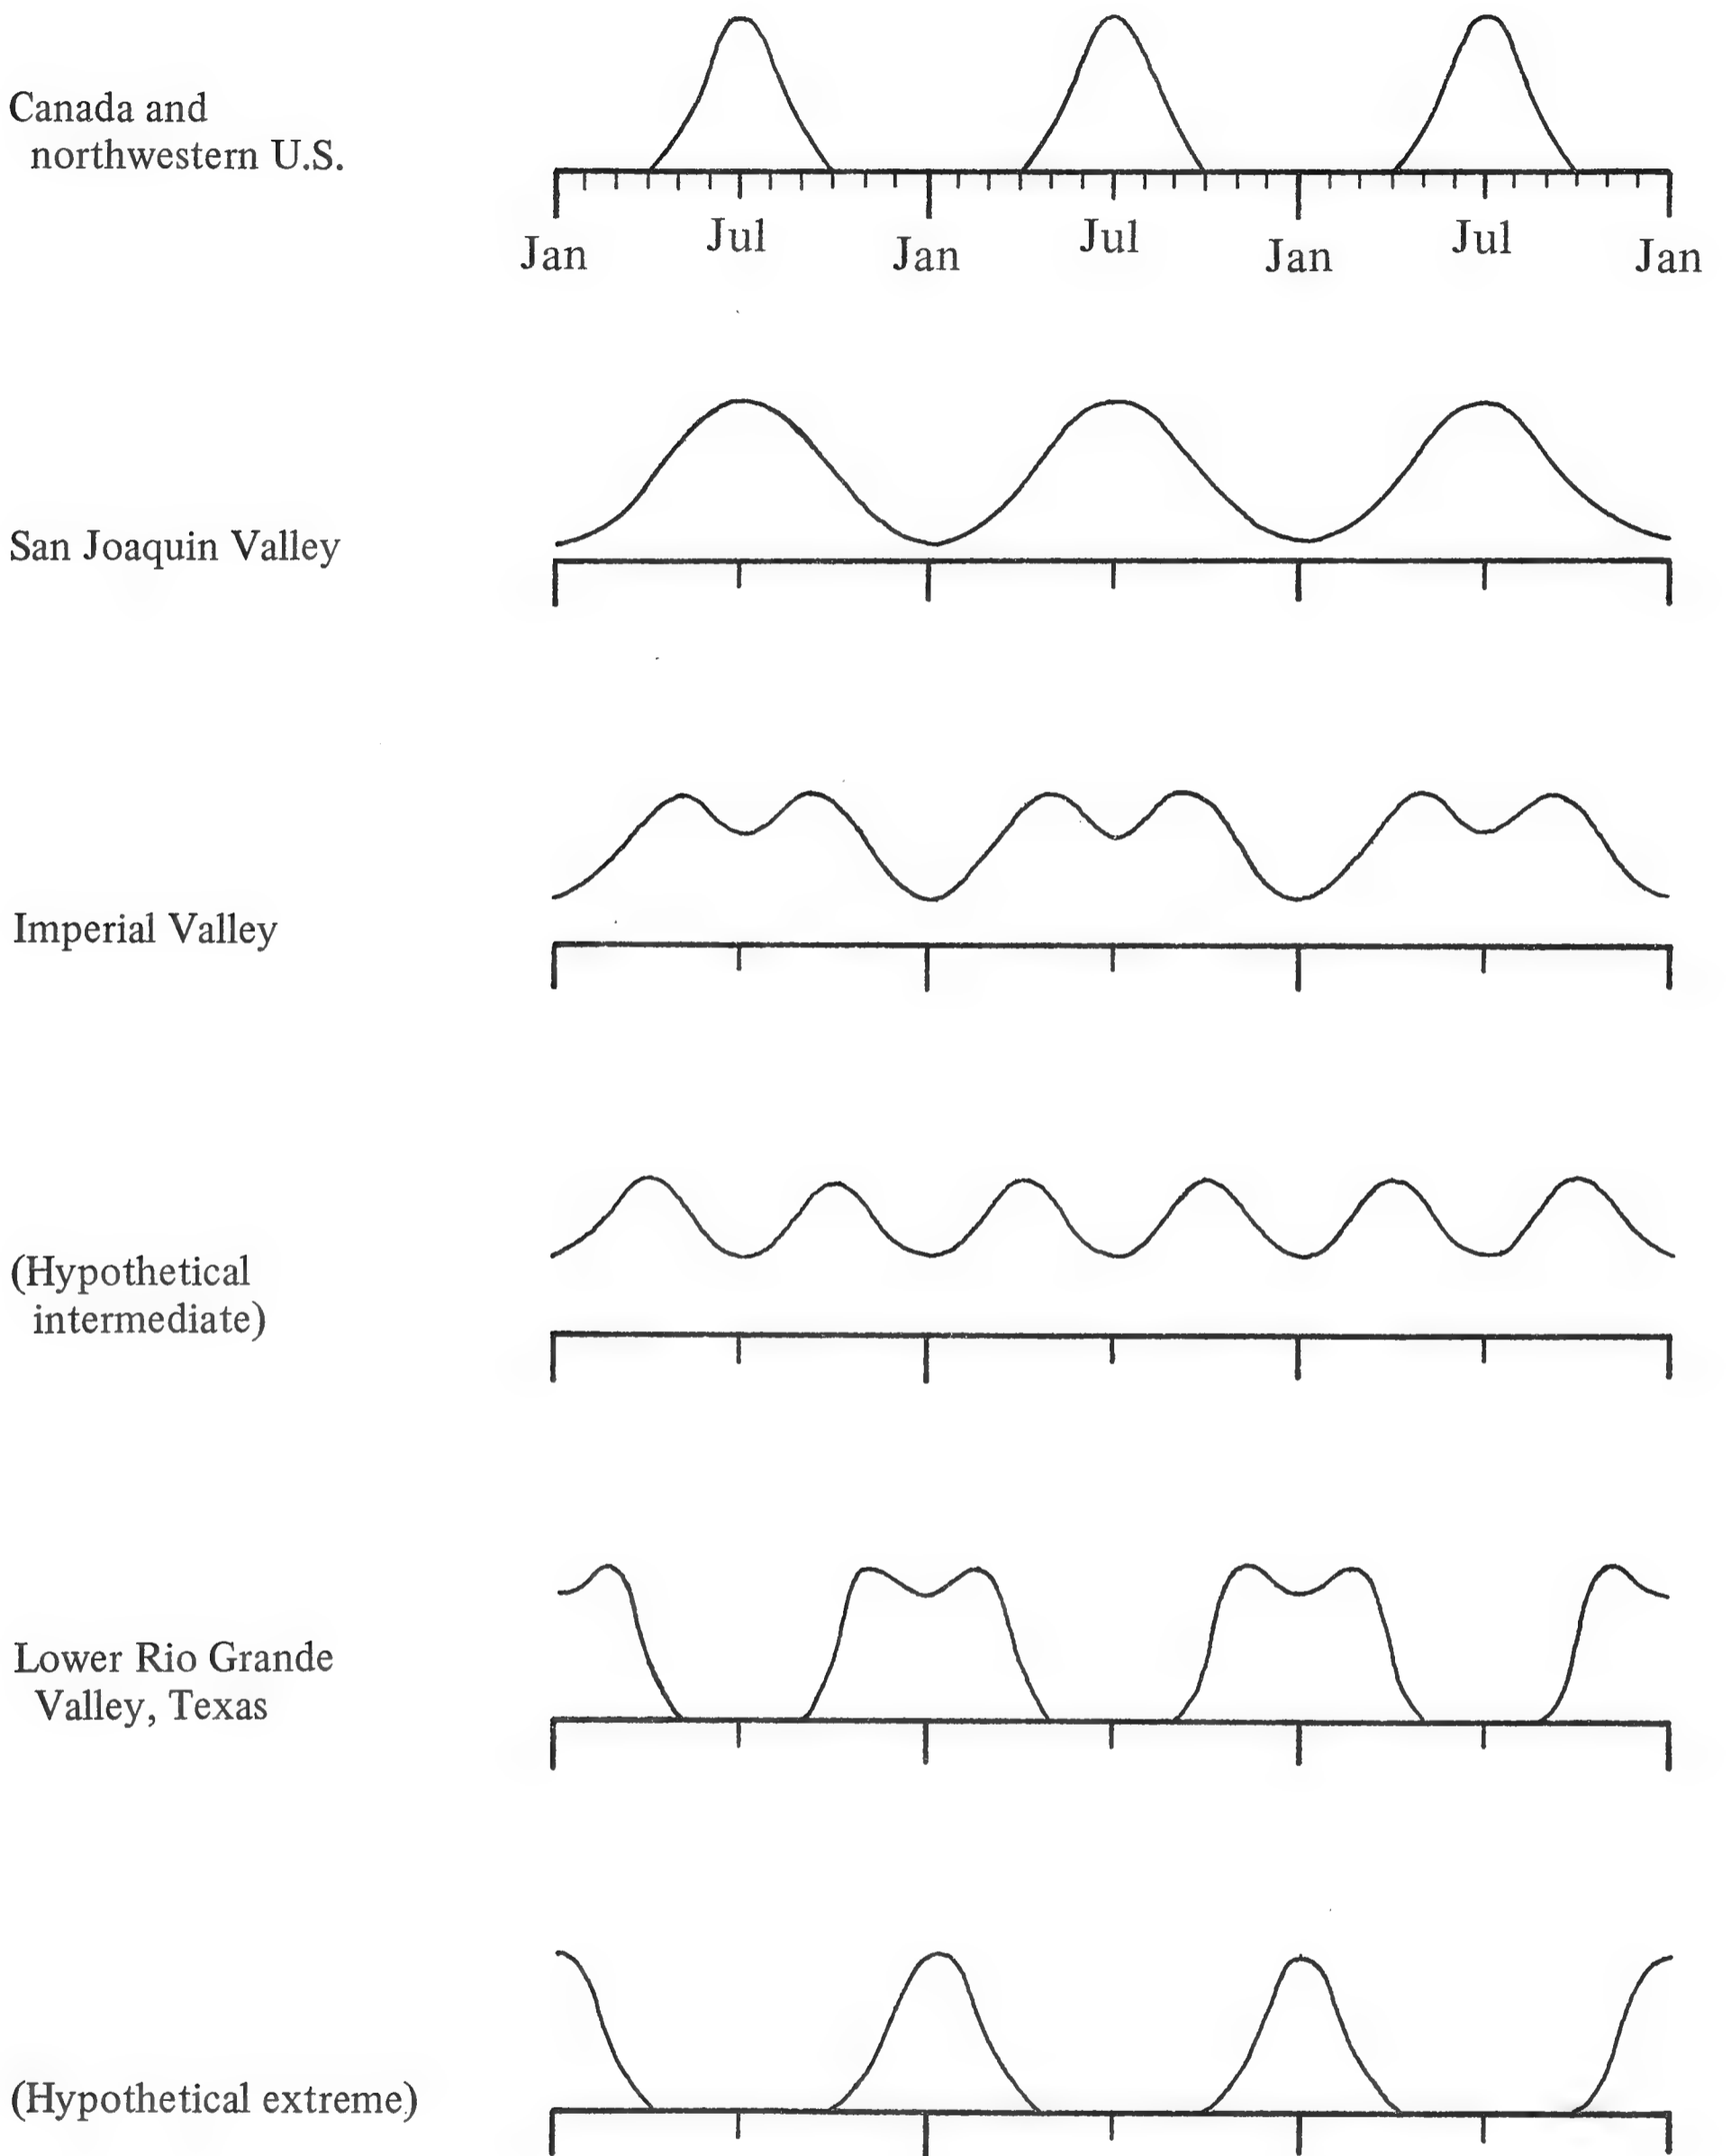 Canada and
northwestern U.S.
Jan Jul Jan Jul Jan Jul Jan
San Joaquin Valley
Imperial Valley
(Hypothetical
intermediate)
Lower Rio Grande
Valley, Texas
(Hypothetical extreme)